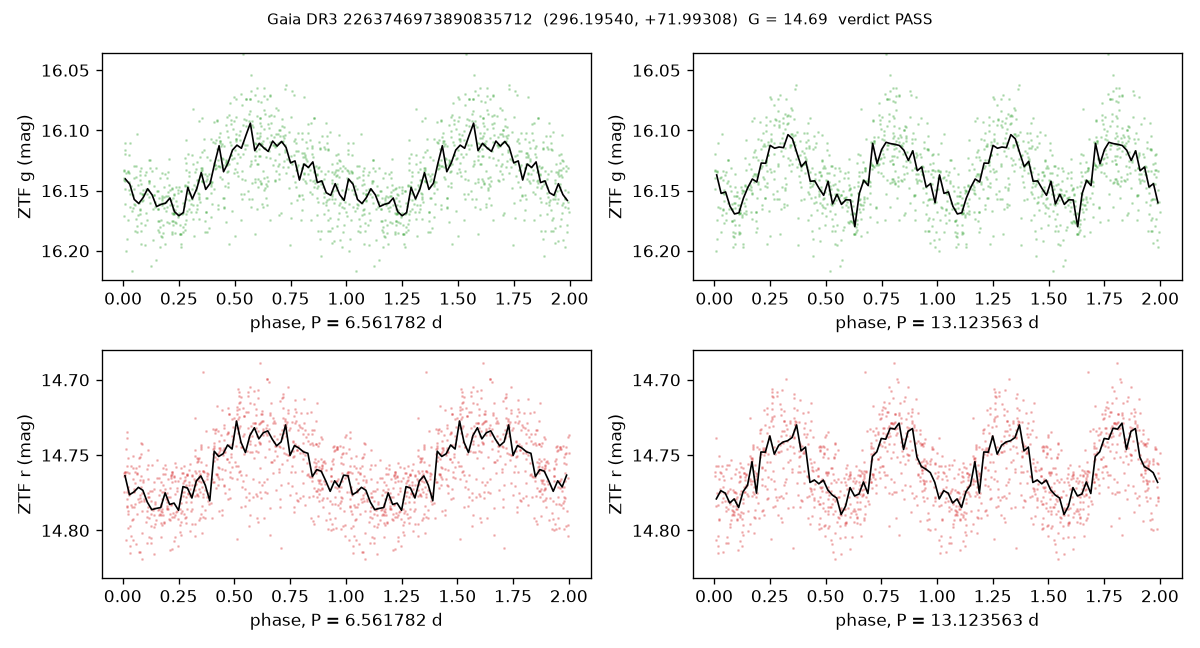 Gaia DR3 2263746973890835712 (296.19540, +71.99308) G = 14.69 verdict PASS
ZTF g (mag)
16.05
16.10
16.15
16.20
0.00 0.25 0.50 0.75 1.00 1.25 1.50 1.75 2.00
phase, P = 6.561782 d
ZTF g (mag)
16.05
16.10
16.15
16.20
0.00 0.25 0.50 0.75 1.00 1.25 1.50 1.75 2.00
phase, P = 13.123563 d
ZTF r (mag)
14.70
14.75
14.80
0.00 0.25 0.50 0.75 1.00 1.25 1.50 1.75 2.00
phase, P = 6.561782 d
ZTF r (mag)
14.70
14.75
14.80
0.00 0.25 0.50 0.75 1.00 1.25 1.50 1.75 2.00
phase, P = 13.123563 d